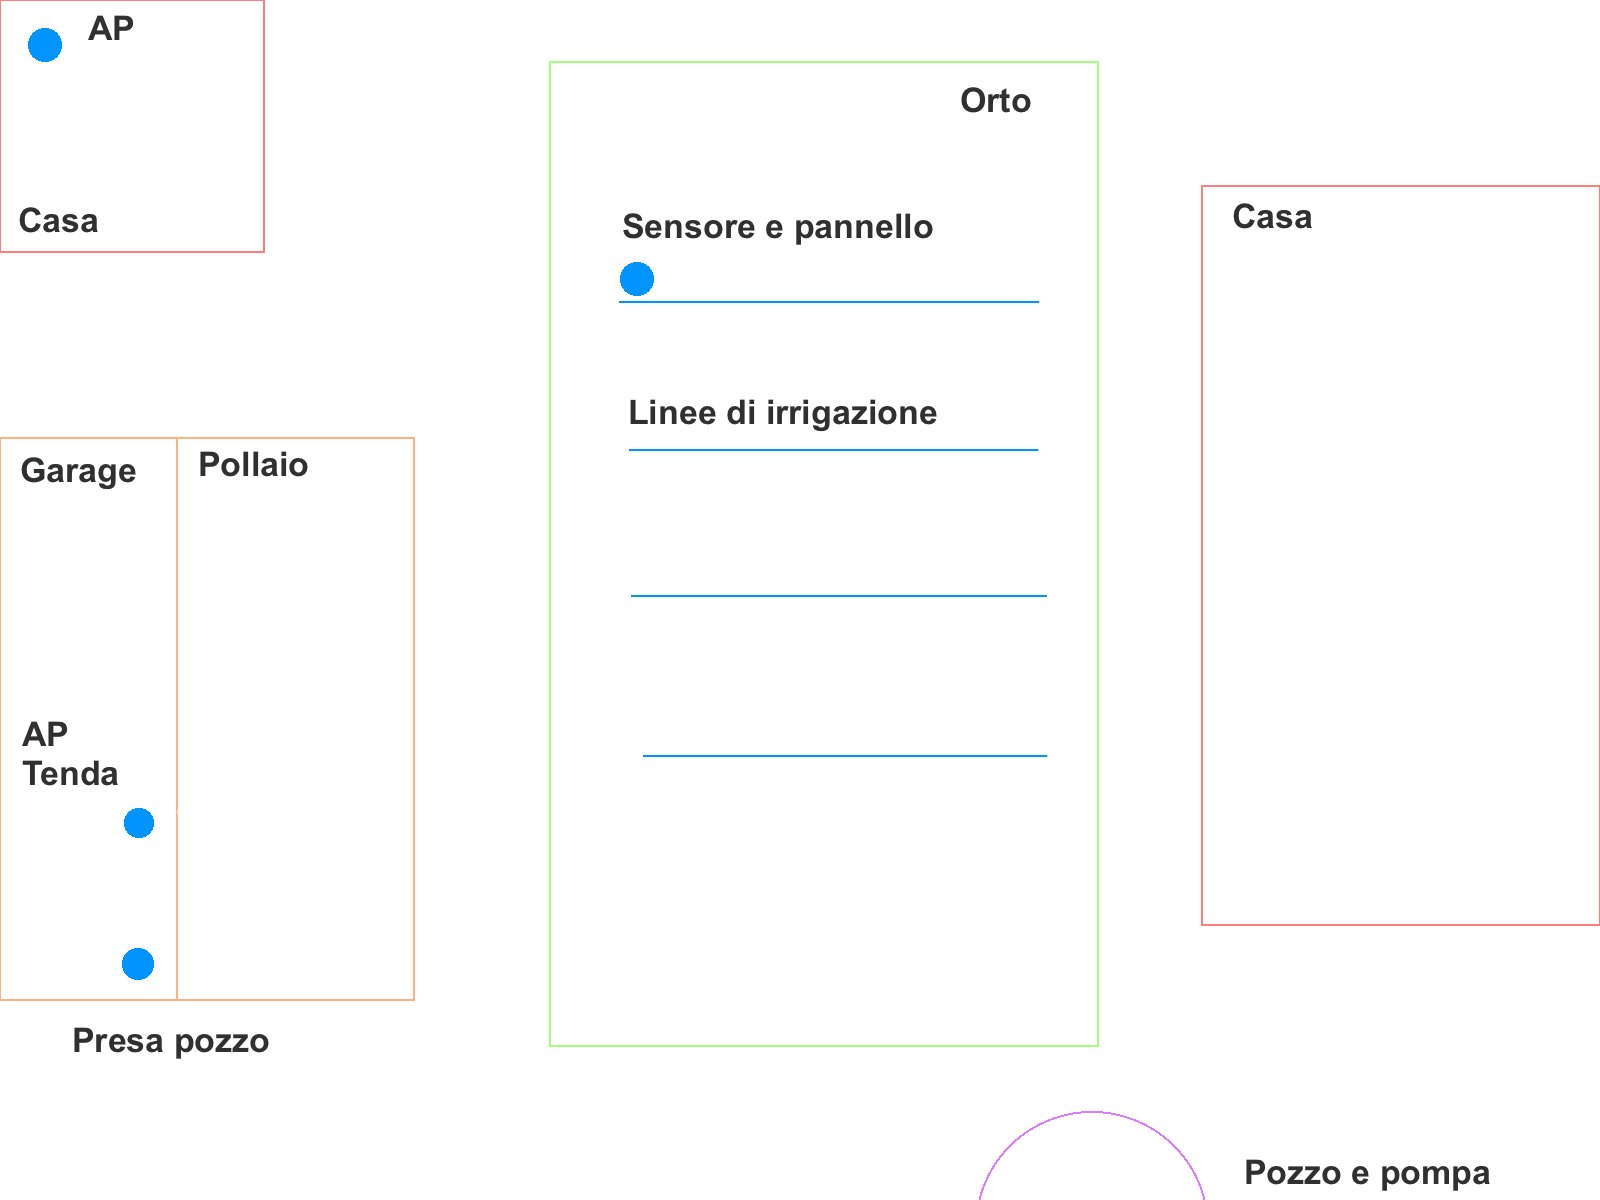 AP
Casa
Orto
Sensore e pannello
Linee di irrigazione
Casa
Garage
Pollaio
AP
Tenda
Presa pozzo
Pozzo e pompa